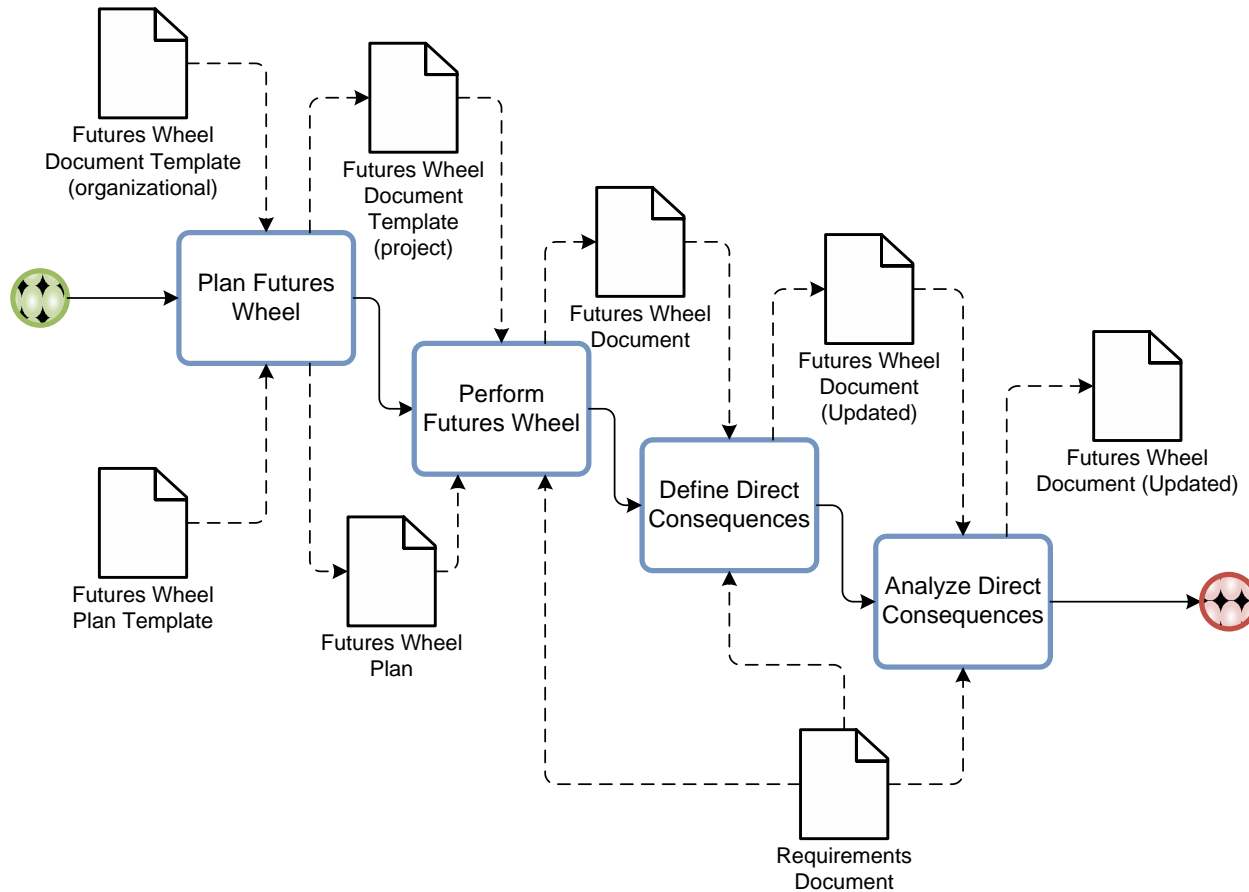 Futures Wheel
Document Template
(organizational)
Futures Wheel
Document
Template
(project)
Plan Futures
Wheel
Futures Wheel
Document
Futures Wheel
Document
(Updated)
Perform
Futures Wheel
Futures Wheel
Document (Updated)
Define Direct
Consequences
Futures Wheel
Plan Template
Futures Wheel
Plan
Analyze Direct
Consequences
Requirements
Document